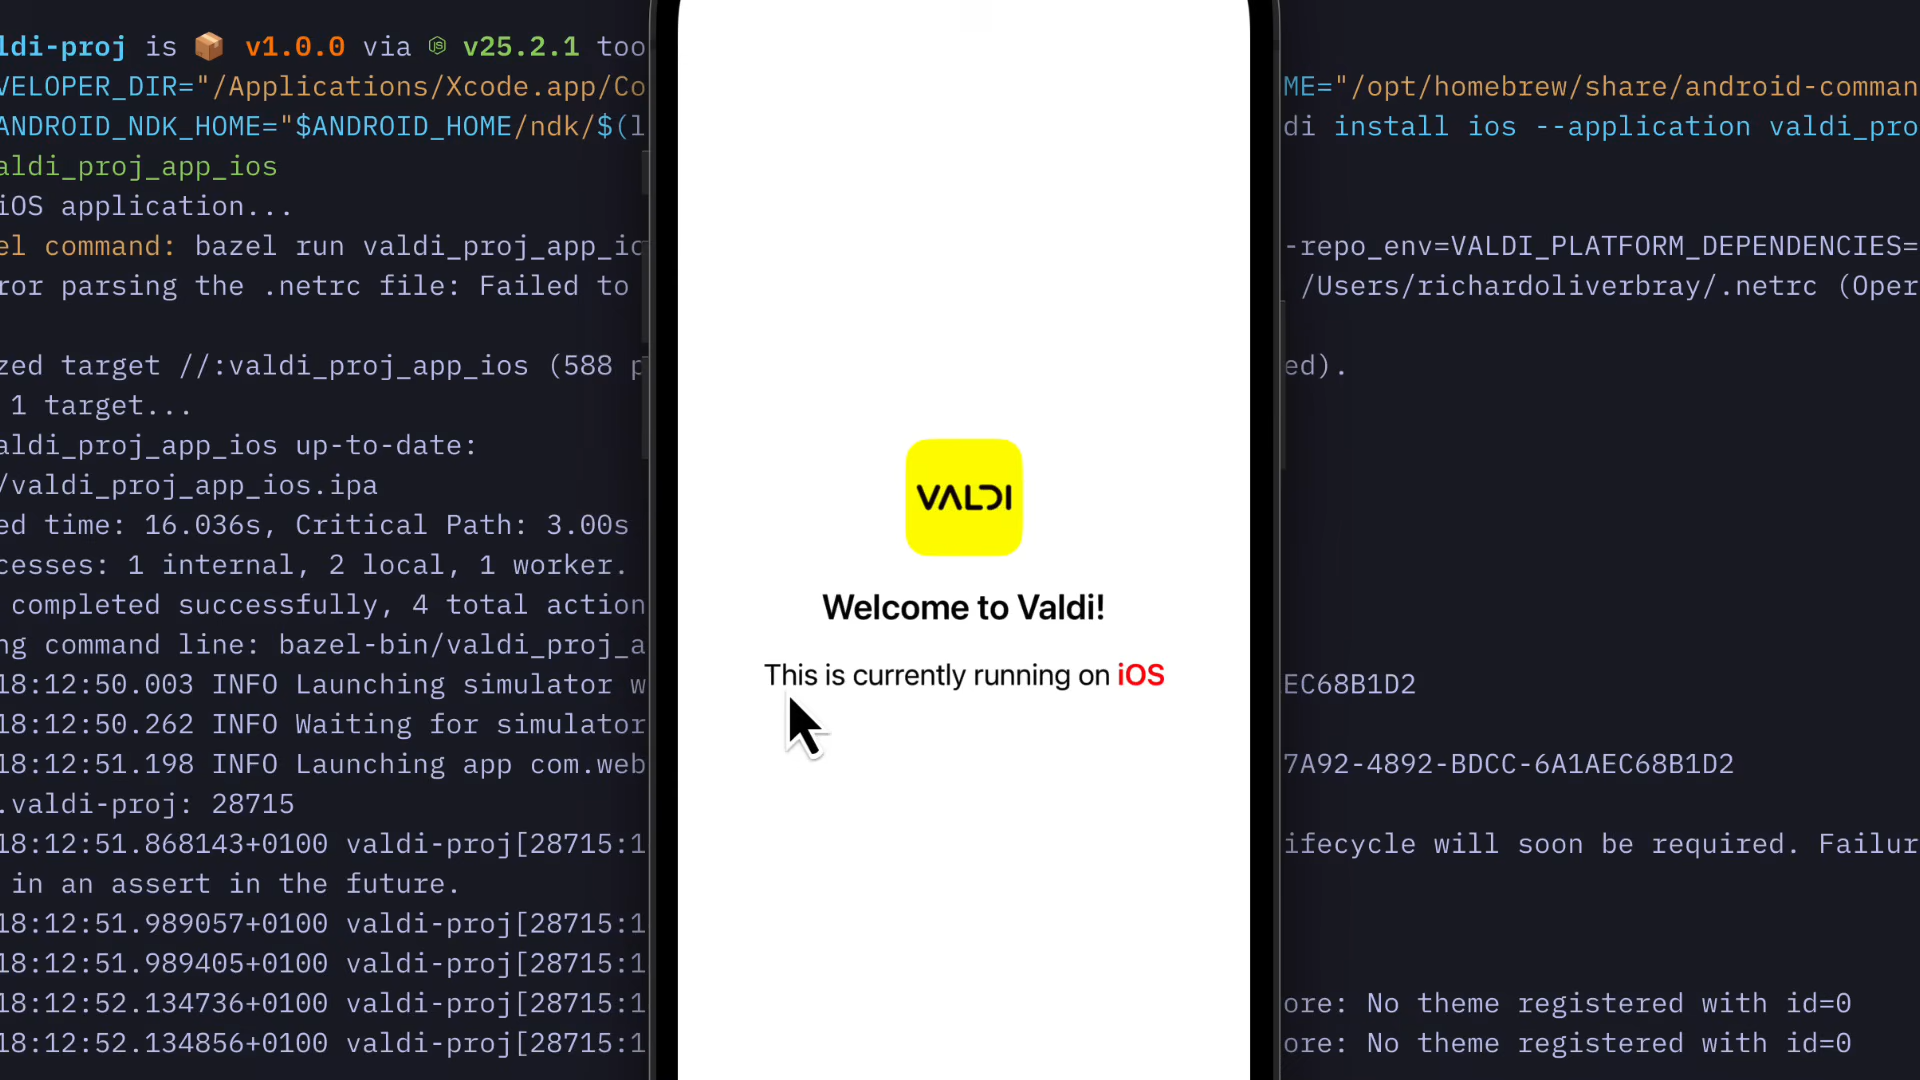 ldi-proj is 📦 v1.0.0 via v25.2.1 too
VELOPER_DIR="/Applications/Xcode.app/Co ME="/opt/homebrew/share/android-comman
ANDROID_NDK_HOME="$ANDROID_HOME/ndk/$(l di install ios --application valdi_pro
aldi_proj_app_ios
iOS application...
el command: bazel run valdi_proj_app_io -repo_env=VALDI_PLATFORM_DEPENDENCIES=
ror parsing the .netrc file: Failed to /Users/richardoliverbray/.netrc (Oper
zed target //:valdi_proj_app_ios (588 p ed).
1 target...
aldi_proj_app_ios up-to-date:
/valdi_proj_app_ios.ipa
ed time: 16.036s, Critical Path: 3.00s
cesses: 1 internal, 2 local, 1 worker.
completed successfully, 4 total action
ng command line: bazel-bin/valdi_proj_a
18:12:50.003 INFO Launching simulator w EC68B1D2
18:12:50.262 INFO Waiting for simulator
18:12:51.198 INFO Launching app com.web 7A92-4892-BDCC-6A1AEC68B1D2
.valdi-proj: 28715
18:12:51.868143+0100 valdi-proj[28715:1 ifecycle will soon be required. Failur
in an assert in the future.
18:12:51.989057+0100 valdi-proj[28715:1
18:12:51.989405+0100 valdi-proj[28715:1
18:12:52.134736+0100 valdi-proj[28715:1 ore: No theme registered with id=0
18:12:52.134856+0100 valdi-proj[28715:1 ore: No theme registered with id=0
VALDI
Welcome to Valdi!
This is currently running on iOS